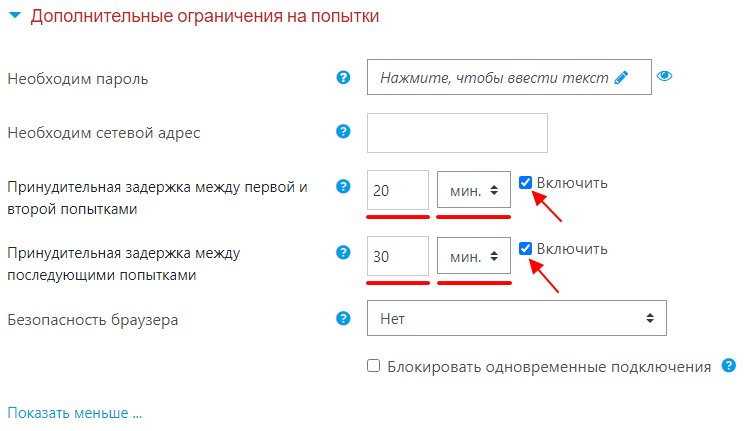 Дополнительные ограничения на попытки
Необходим пароль
Нажмите, чтобы ввести текст
Необходим сетевой адрес
Принудительная задержка между первой и
второй попытками
20 мин. Включить
Принудительная задержка между
последующими попытками
30 мин. Включить
Безопасность браузера
Нет
Блокировать одновременные подключения
Показать меньше ...